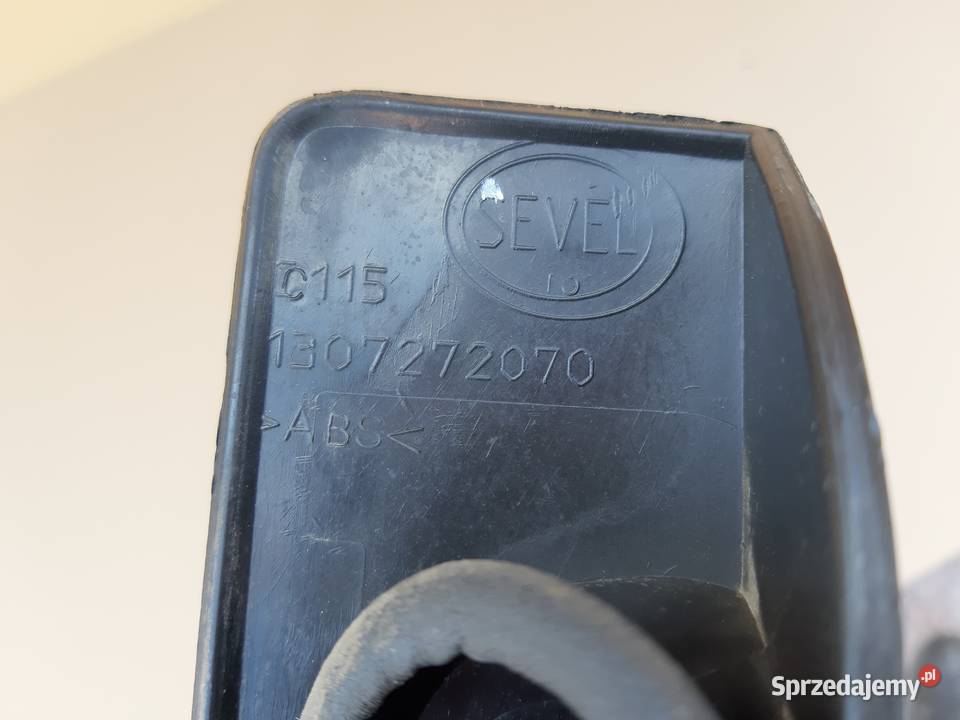 SEVEL
C115
1307272070
>ABS<
Sprzedajemy.pl